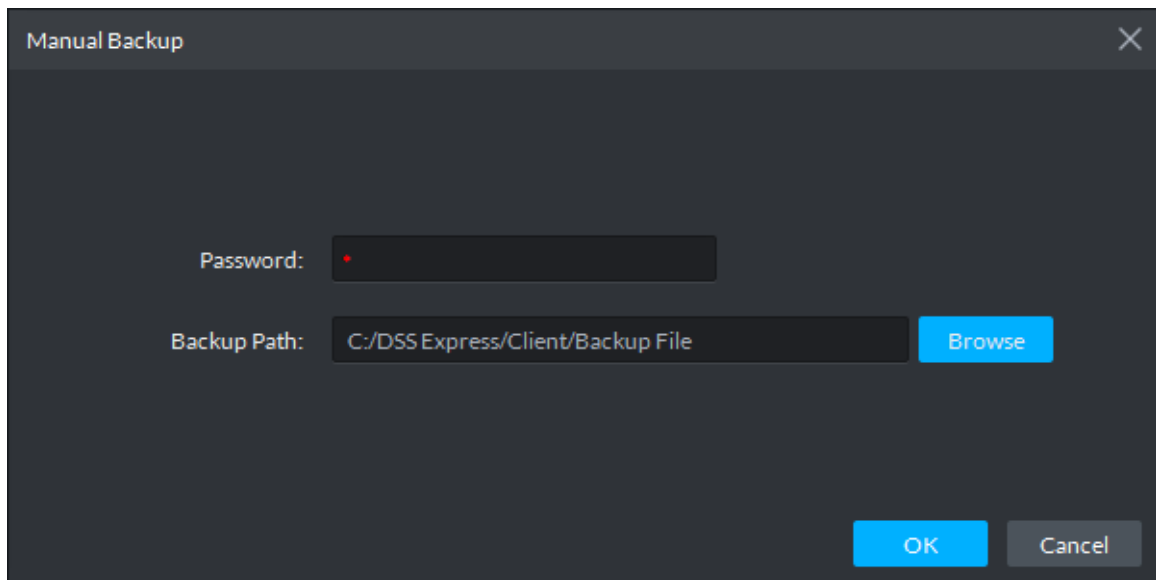 Manual Backup
Password:
Backup Path: C:/DSS Express/Client/Backup File Browse
OK Cancel